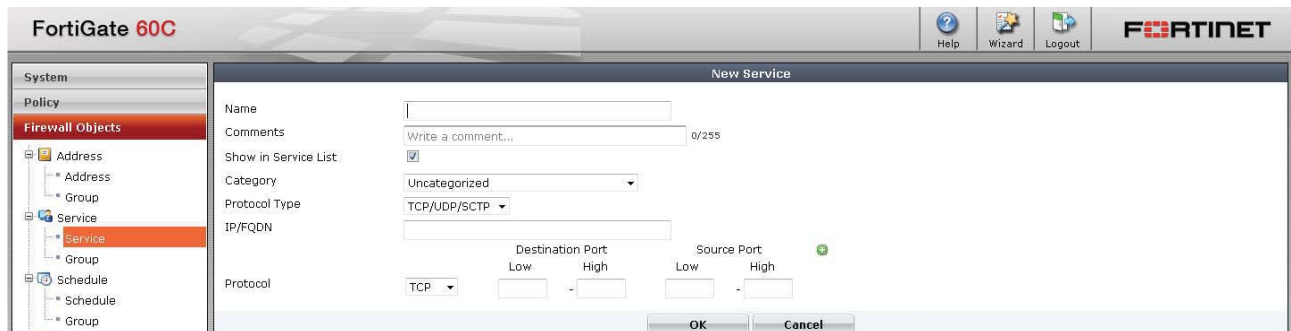 FortiGate 60C
Help Wizard Logout
FORTINET
System
Policy
Firewall Objects
Address
Address
Group
Service
Service
Group
Schedule
Schedule
Group
New Service
Name
Comments Write a comment... 0/255
Show in Service List
Category Uncategorized
Protocol Type TCP/UDP/SCTP
IP/FQDN
Destination Port Source Port
Low High Low High
Protocol TCP - -
OK Cancel